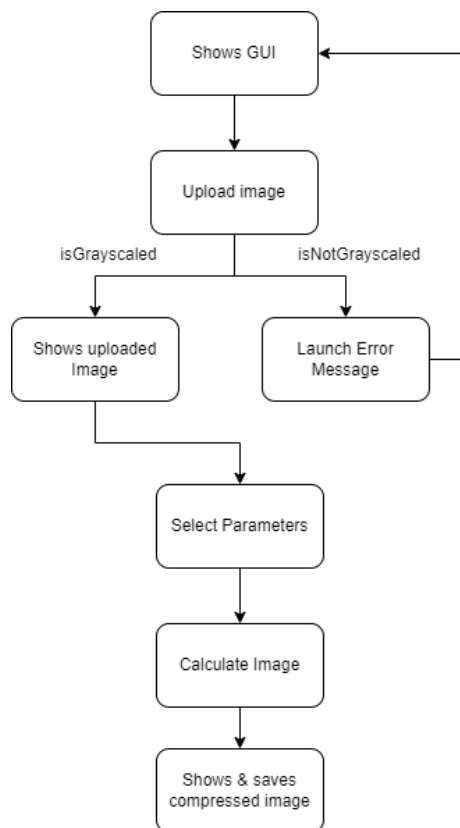 Shows GUI
Upload image
isGrayscaled
isNotGrayscaled
Shows uploaded
Image
Launch Error
Message
Select Parameters
Calculate Image
Shows & saves
compressed image